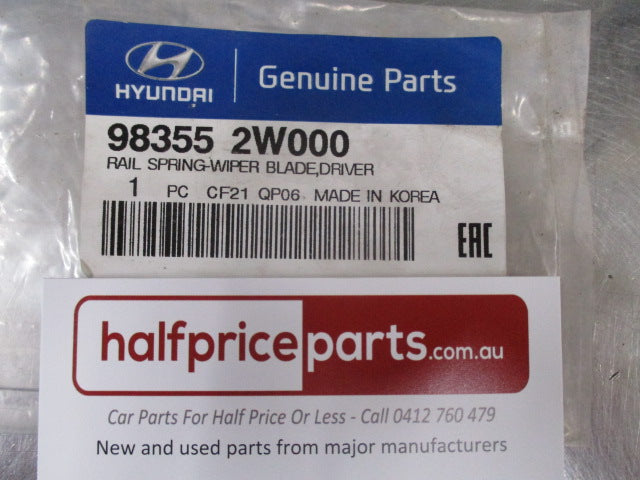 HYUNDAI
Genuine Parts
98355 2W000
RAIL SPRING-WIPER BLADE,DRIVER
1 PC CF21 QP06 MADE IN KOREA
EAC
halfpriceparts.com.au
Car Parts For Half Price Or Less - Call 0412 760 479
New and used parts from major manufacturers